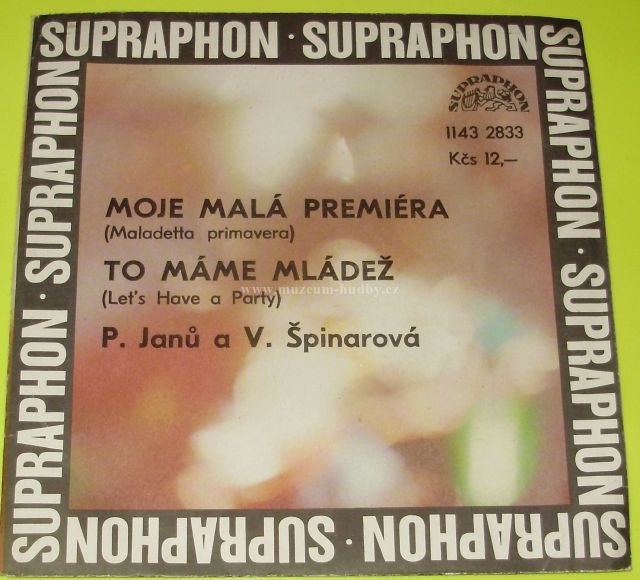 SUPRAPHON · SUPRAPHON
SUPRAPHON · SUPRAPHON
SUPRAPHON · SUPRAPHON
SUPRAPHON · SUPRAPHON
SUPRAPHON
1143 2833
Kčs 12,—
MOJE MALÁ PREMIÉRA
(Maladetta primavera)
TO MÁME MLÁDEŽ
www.muzeum-hudby.cz
(Let's Have a Party)
P. Janů a V. Špinarová